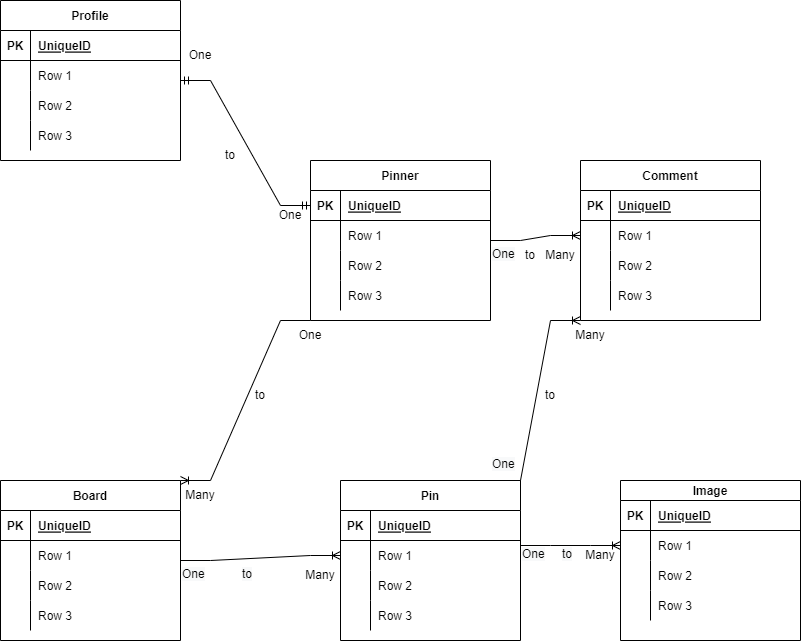 Profile
PK UniqueID
Row 1
Row 2
Row 3
One
to
One
Pinner
PK UniqueID
Row 1
Row 2
Row 3
Comment
PK UniqueID
Row 1
Row 2
Row 3
One to Many
One
to
Many
Many
to
One
Board
PK UniqueID
Row 1
Row 2
Row 3
One to Many
Pin
PK UniqueID
Row 1
Row 2
Row 3
One to Many
Image
PK UniqueID
Row 1
Row 2
Row 3